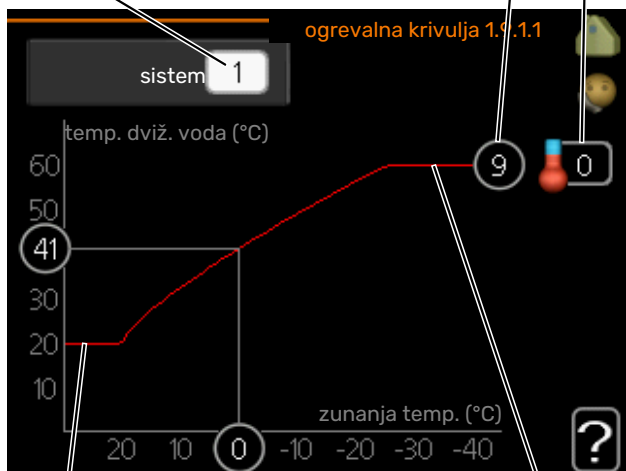 ogrevalna krivulja 1.9.1.1
sistem 1
temp. dviž. voda (°C)
60
9
0
50
41
30
20
10
zunanja temp. (°C)
20 10 0 -10 -20 -30 -40
?